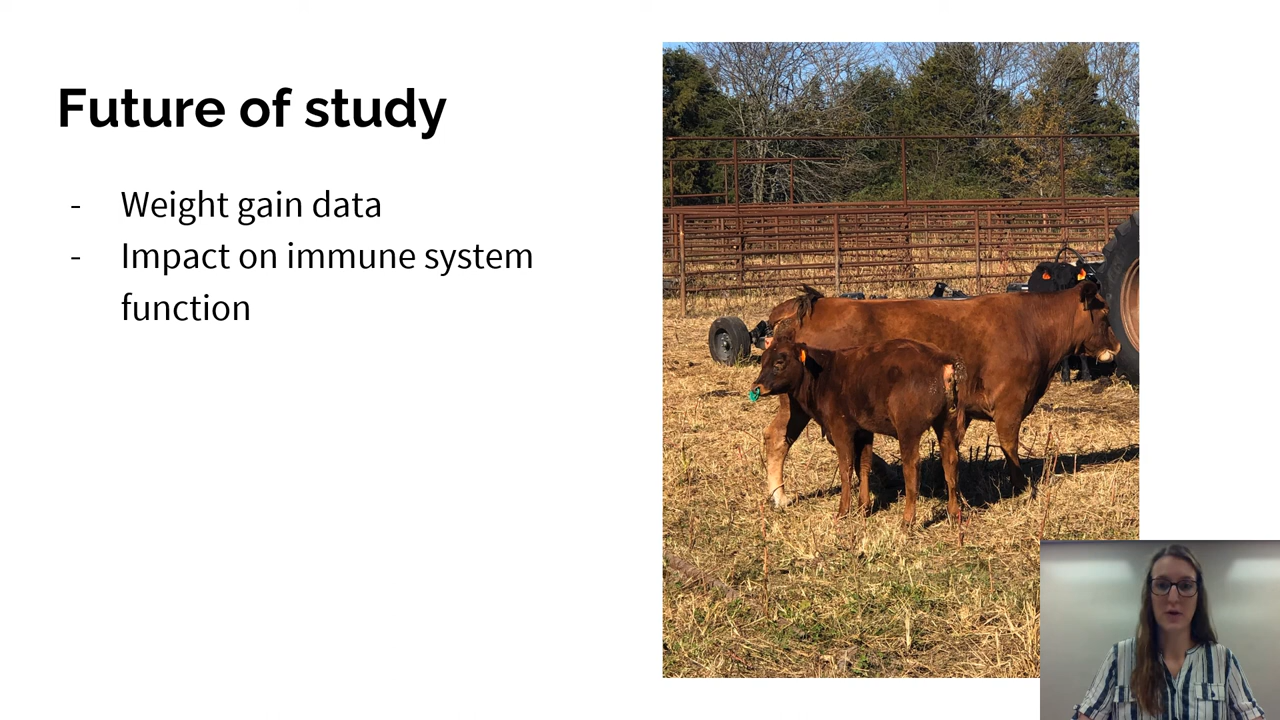 Future of study
- Weight gain data
- Impact on immune system
function